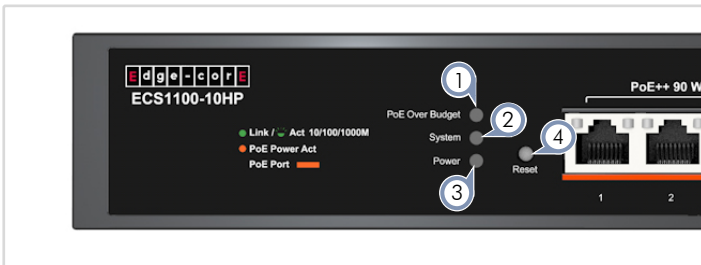 Edge-corE
ECS1100-10HP
Link / Act 10/100/1000M
PoE Power Act
PoE Port
1
PoE Over Budget
2
System
Power
3
4
Reset
PoE++ 90 W
1
2